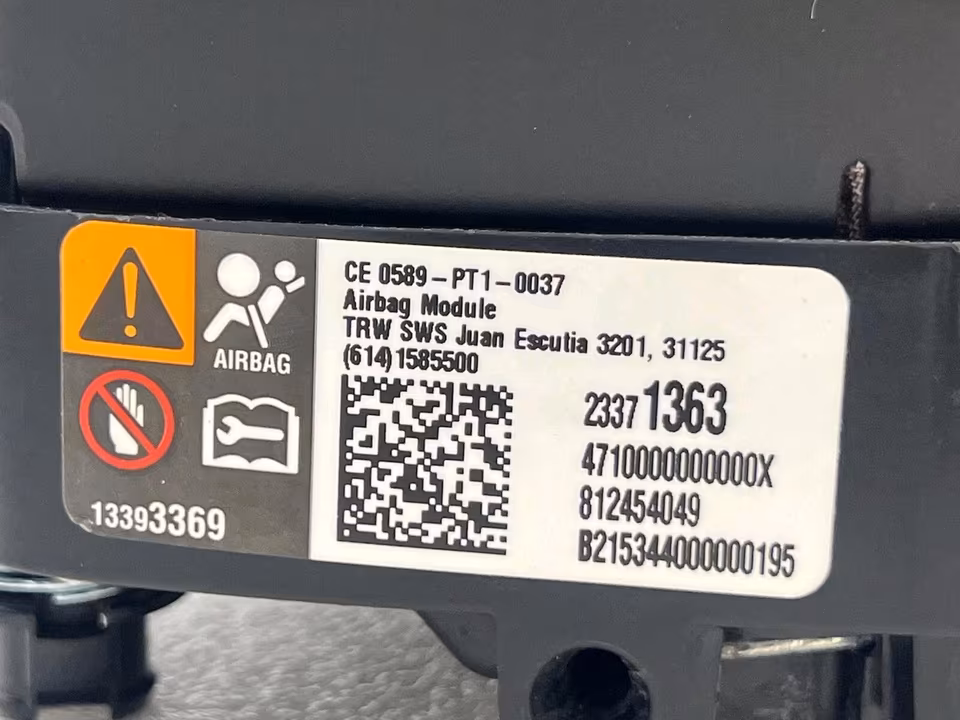 CE 0589-PT1-0037
Airbag Module
TRW SWS Juan Escutia 3201, 31125
(614)1585500
AIRBAG
23371363
4710000000000X
812454049
B215344000000195
13393369